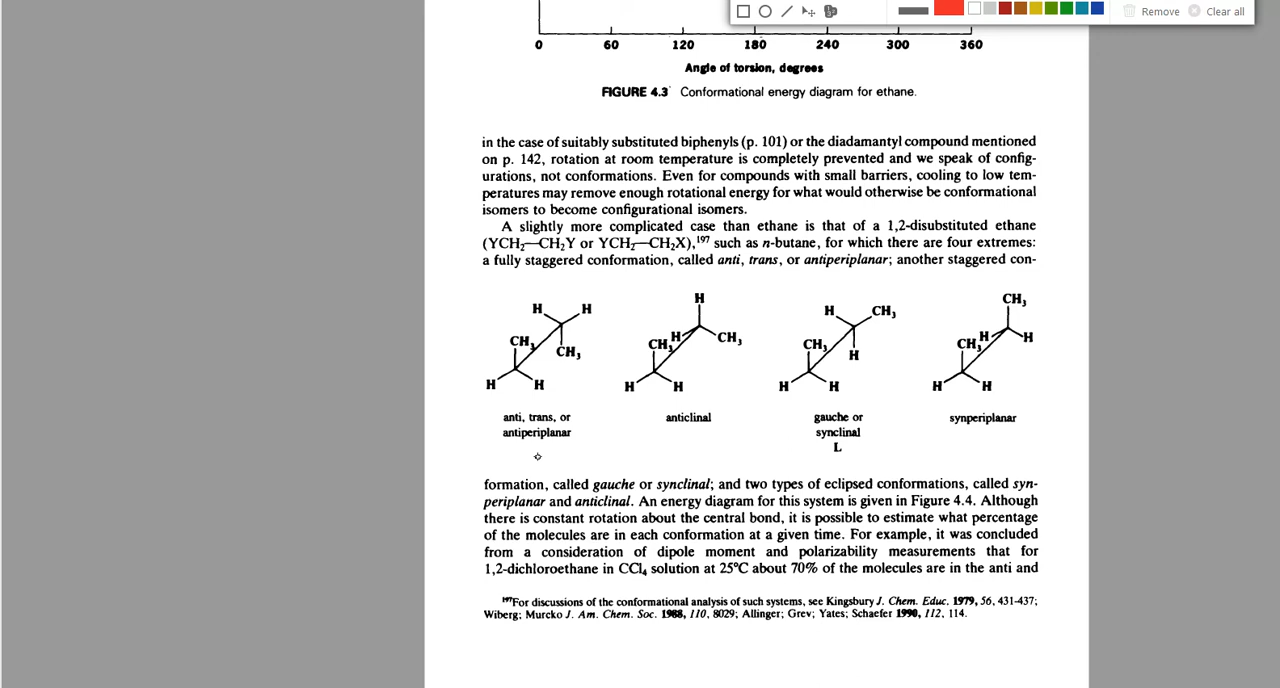 Remove Clear all
0 60 120 180 240 300 360
Angle of torsion, degrees
FIGURE 4.3 Conformational energy diagram for ethane.
in the case of suitably substituted biphenyls (p. 101) or the diadamantyl compound mentioned
on p. 142, rotation at room temperature is completely prevented and we speak of config-
urations, not conformations. Even for compounds with small barriers, cooling to low tem-
peratures may remove enough rotational energy for what would otherwise be conformational
isomers to become configurational isomers.
A slightly more complicated case than ethane is that of a 1,2-disubstituted ethane
(YCH₂—CH₂Y or YCH₂—CH₂X),¹⁹⁷ such as n-butane, for which there are four extremes:
a fully staggered conformation, called anti, trans, or antiperiplanar; another staggered con-
H H H H CH₃ CH₃
CH₃ CH₃ CH₃ H CH₃ CH₃ H CH₃ H H
H H H H H H H H
anti, trans, or anticlinal gauche or synperiplanar
antiperiplanar synclinal
L
formation, called gauche or synclinal; and two types of eclipsed conformations, called syn-
periplanar and anticlinal. An energy diagram for this system is given in Figure 4.4. Although
there is constant rotation about the central bond, it is possible to estimate what percentage
of the molecules are in each conformation at a given time. For example, it was concluded
from a consideration of dipole moment and polarizability measurements that for
1,2-dichloroethane in CCl₄ solution at 25°C about 70% of the molecules are in the anti and
¹⁹⁷For discussions of the conformational analysis of such systems, see Kingsbury J. Chem. Educ. 1979, 56, 431-437;
Wiberg; Murcko J. Am. Chem. Soc. 1988, 110, 8029; Allinger; Grev; Yates; Schaefer 1990, 112, 114.